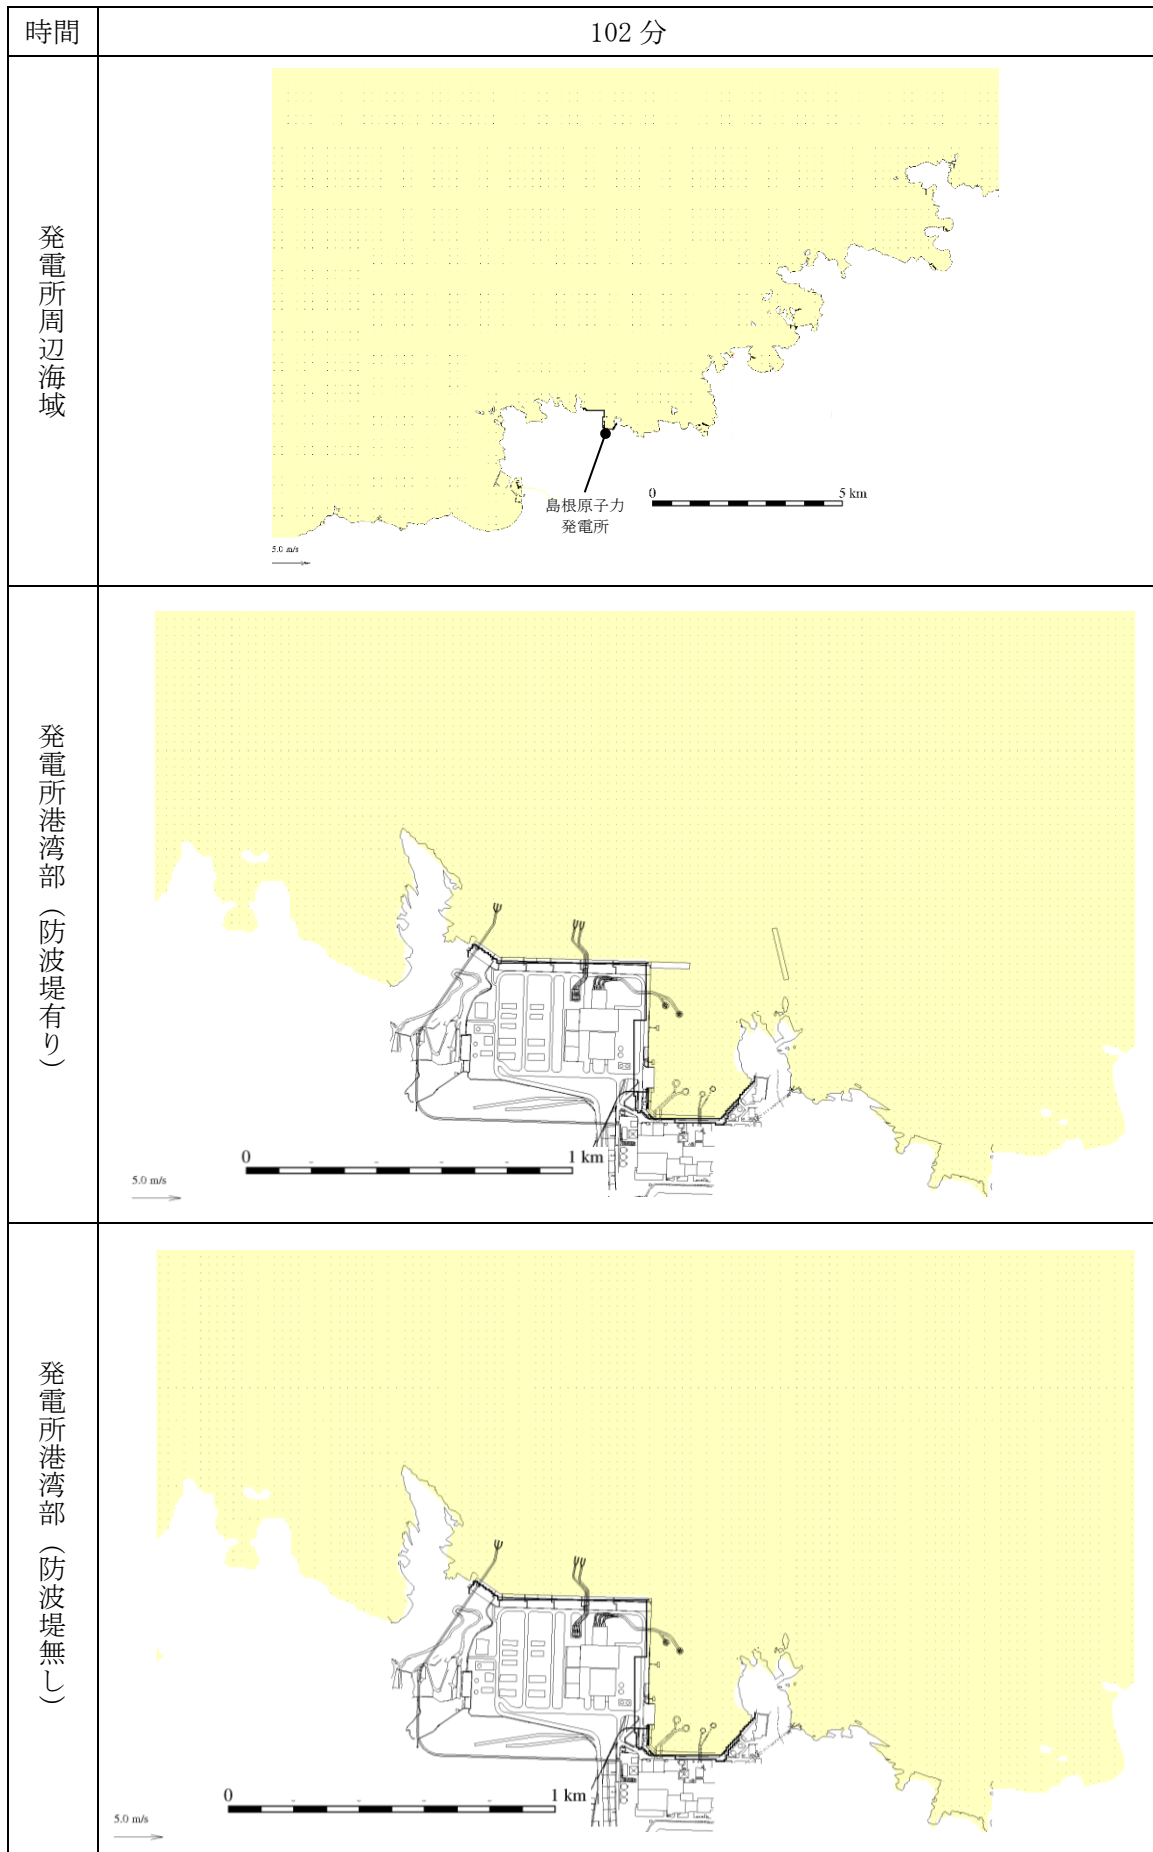 時間
102 分
発電所周辺海域
島根原子力
発電所
0
5 km
5.0 m/s
発電所港湾部（防波堤有り）
0
1 km
5.0 m/s
発電所港湾部（防波堤無し）
0
1 km
5.0 m/s